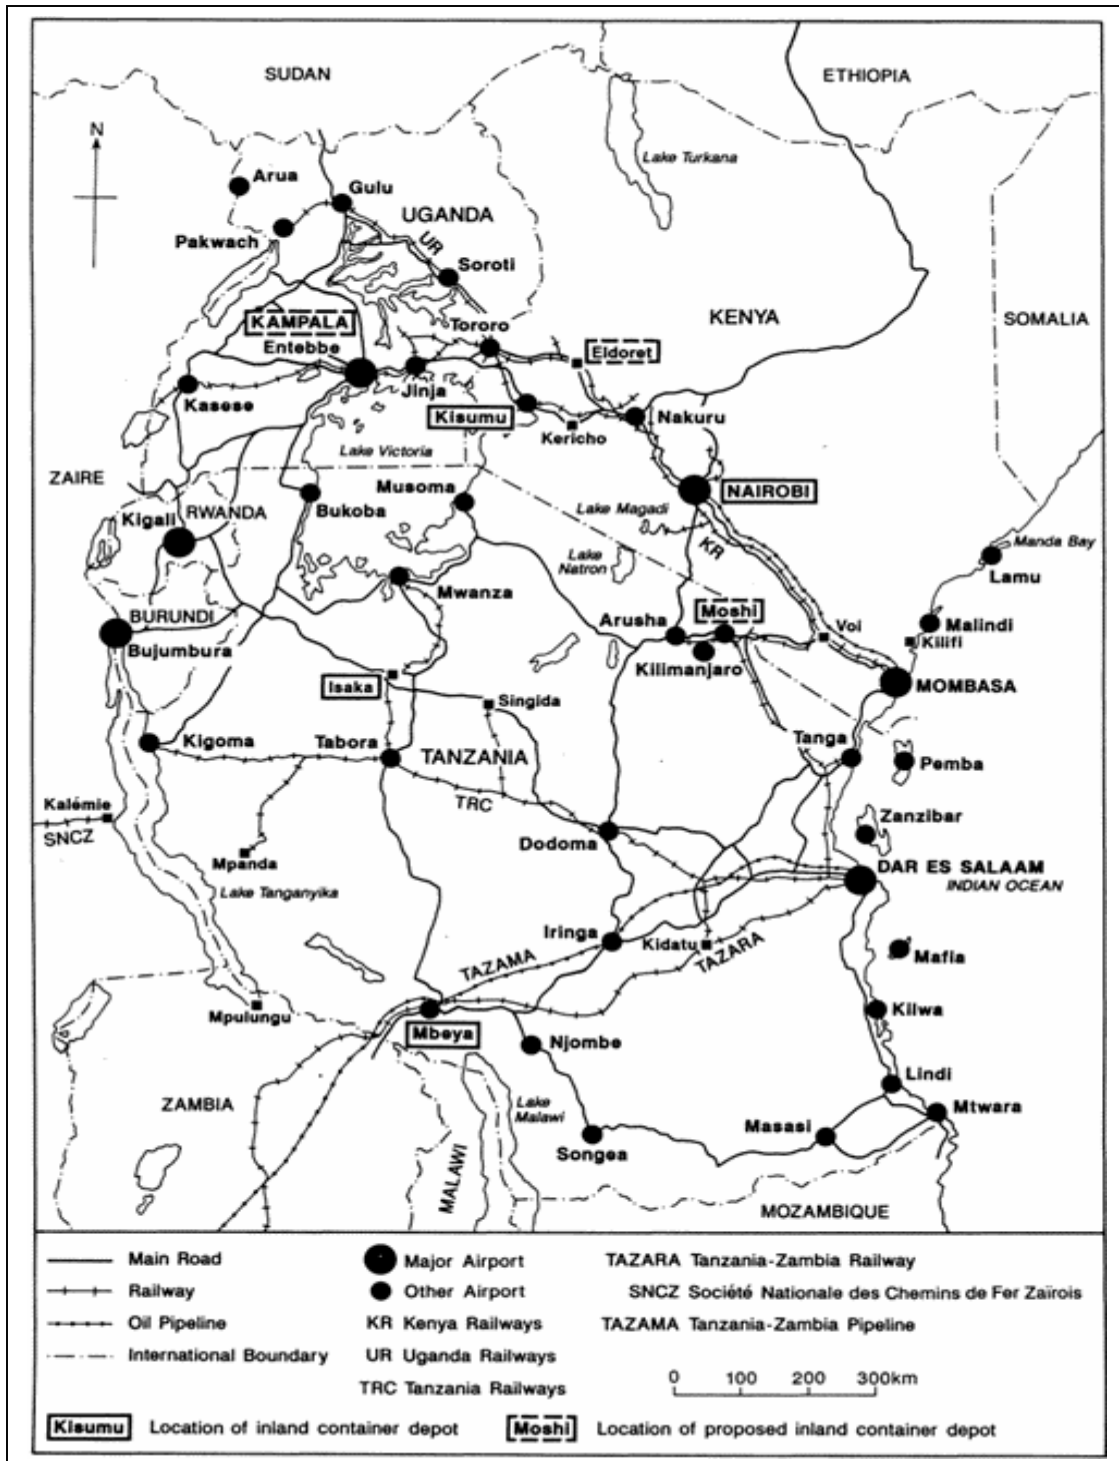 SUDAN
ETHIOPIA
N
Lake Turkana
Arua
Gulu
UGANDA
Pakwach
UR
Soroti
KENYA
SOMALIA
KAMPALA
Tororo
Entebbe
Eldoret
Jinja
Kasese
Kisumu
Nakuru
Kericho
Lake Victoria
ZAIRE
Musoma
NAIROBI
Bukoba
RWANDA
Kigali
Lake Magadi
KR
Manda Bay
Lake
Natron
Lamu
Mwanza
Moshi
Arusha
Malindi
BURUNDI
Voi
Kilifi
Bujumbura
Kilimanjaro
MOMBASA
Isaka
Singida
Kigoma
Tabora
TANZANIA
Tanga
Pemba
Kalémie
TRC
SNCZ
Zanzibar
Dodoma
Mpanda
DAR ES SALAAM
Lake Tanganyika
INDIAN OCEAN
Iringa
Kidatu
TAZAMA
TAZARA
Mafia
Mpulungu
Kilwa
Mbeya
Njombe
Lindi
ZAMBIA
Lake
Malawi
Mtwara
Masasi
Songea
MALAWI
MOZAMBIQUE
Main Road
Major Airport
TAZARA Tanzania-Zambia Railway
Railway
Other Airport
SNCZ Société Nationale des Chemins de Fer Zaïrois
Oil Pipeline
KR Kenya Railways
TAZAMA Tanzania-Zambia Pipeline
International Boundary
UR Uganda Railways
TRC Tanzania Railways
0 100 200 300km
Kisumu Location of inland container depot
Moshi Location of proposed inland container depot